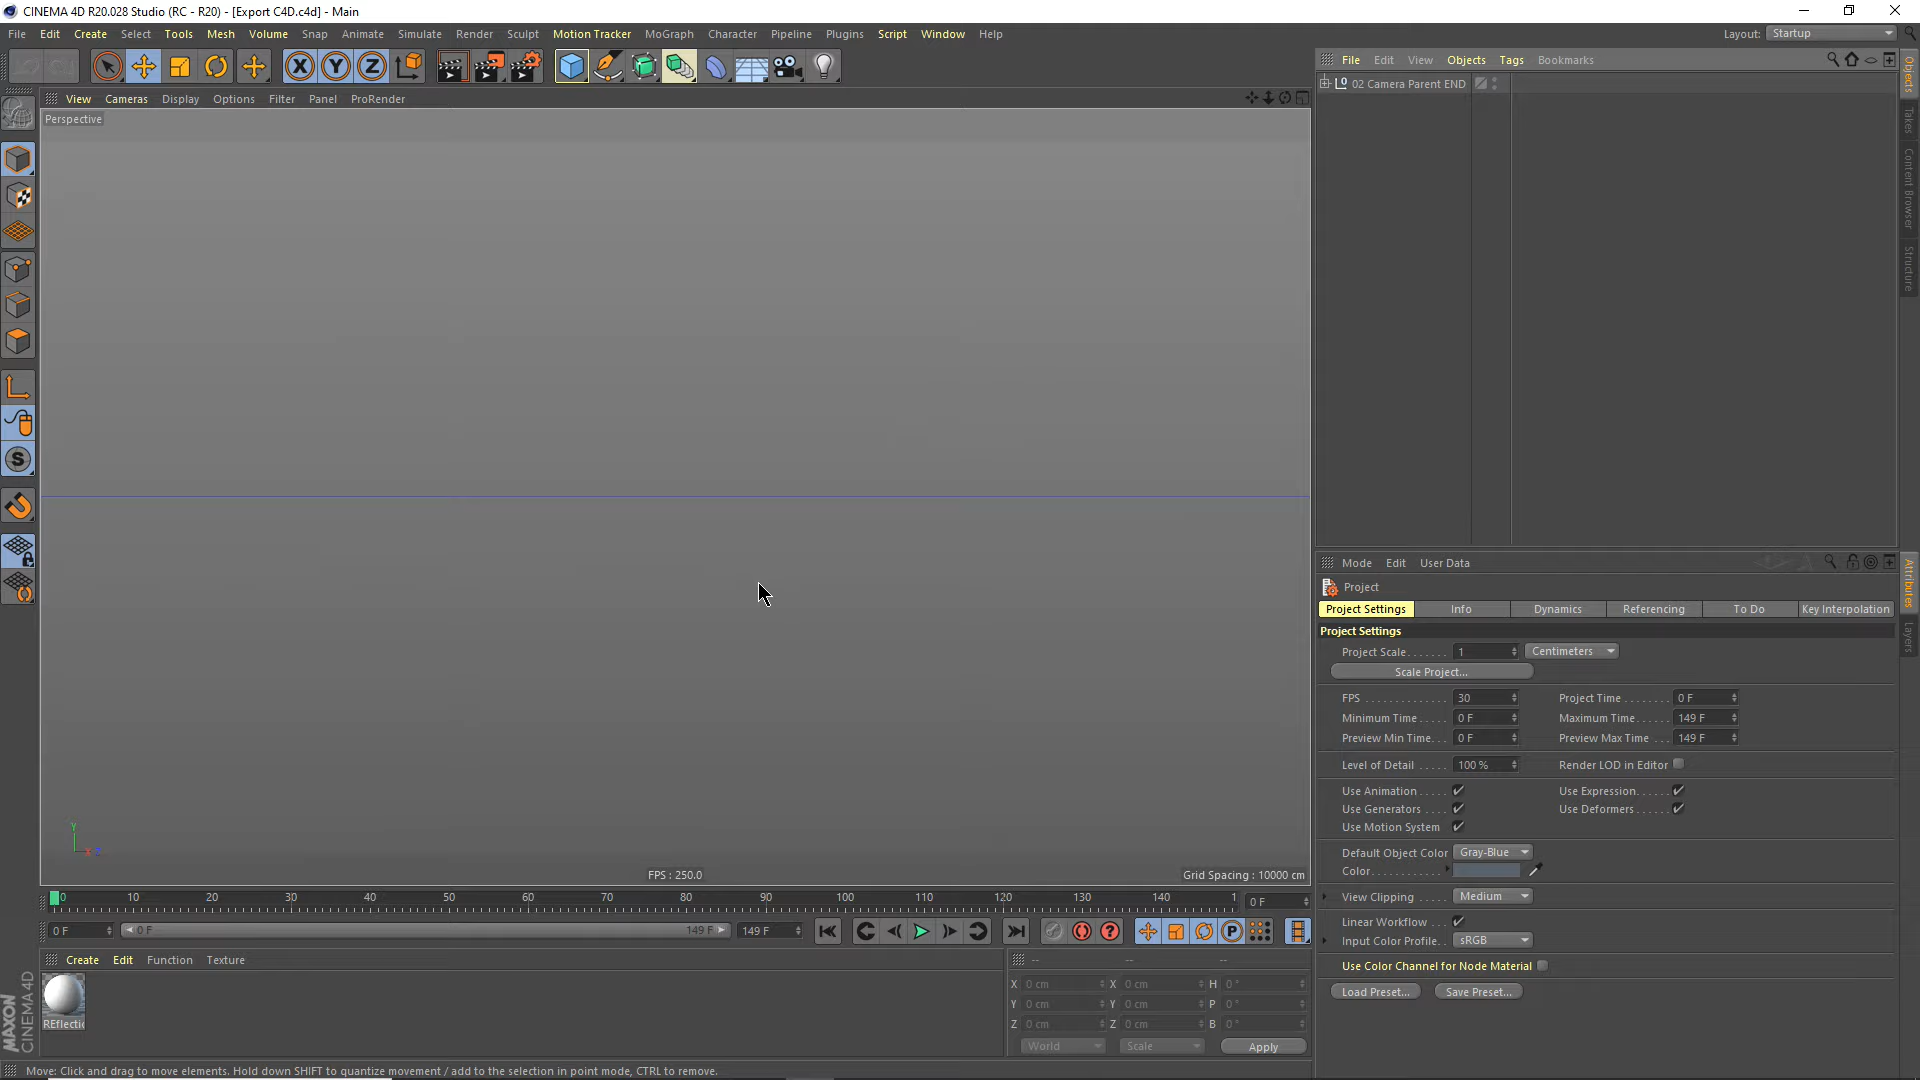 CINEMA 4D R20.028 Studio (RC - R20) - [Export C4D.c4d] - Main
File Edit Create Select Tools Mesh Volume Snap Animate Simulate Render Sculpt Motion Tracker MoGraph Character Pipeline Plugins Script Window Help Layout: Startup
X Y Z
File Edit View Objects Tags Bookmarks
View Cameras Display Options Filter Panel ProRender
02 Camera Parent END
Perspective
Objects
Takes
Content Browser
Structure
Mode Edit User Data
Project
Project Settings Info Dynamics Referencing To Do Key Interpolation
Project Settings
Project Scale....... 1 Centimeters
Scale Project...
FPS .............. 30 Project Time ........ 0 F
Minimum Time ..... 0 F Maximum Time...... 149 F
Preview Min Time... 0 F Preview Max Time ... 149 F
Level of Detail ..... 100 % Render LOD in Editor
Use Animation ..... Use Expression.......
Use Generators .... Use Deformers......
Use Motion System
Default Object Color Gray-Blue
Color............
View Clipping ...... Medium
Linear Workflow ...
Input Color Profile.. sRGB
Use Color Channel for Node Material
Load Preset... Save Preset...
Attributes
Layers
S
Y
X Z
FPS : 250.0 Grid Spacing : 10000 cm
0 10 20 30 40 50 60 70 80 90 100 110 120 130 140 1 0 F
0 F 0 F 149 F 149 F
P
Create Edit Function Texture -- -- --
X 0 cm X 0 cm H 0 °
Y 0 cm Y 0 cm P 0 °
Z 0 cm Z 0 cm B 0 °
World Scale Apply
REflectio
MAXON
CINEMA 4D
Move: Click and drag to move elements. Hold down SHIFT to quantize movement / add to the selection in point mode, CTRL to remove.